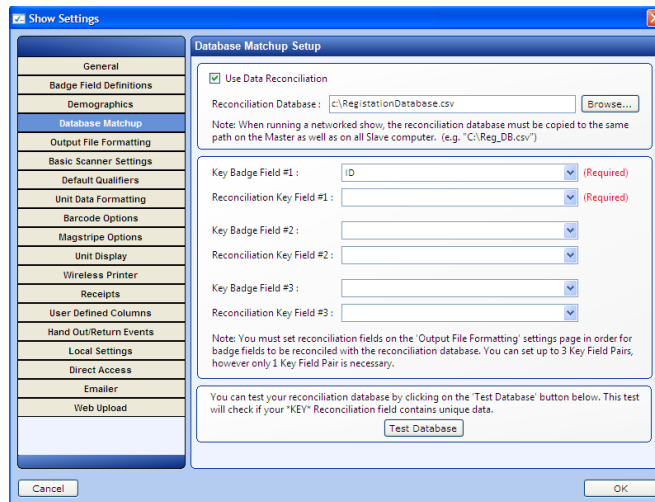 Show Settings
Database Matchup Setup
General
Badge Field Definitions
Demographics
Database Matchup
Output File Formatting
Basic Scanner Settings
Default Qualifiers
Unit Data Formatting
Barcode Options
Magstripe Options
Unit Display
Wireless Printer
Receipts
User Defined Columns
Hand Out/Return Events
Local Settings
Direct Access
Emailer
Web Upload
Use Data Reconciliation
Reconciliation Database : c:\RegistationDatabase.csv Browse...
Note: When running a networked show, the reconciliation database must be copied to the same
path on the Master as well as on all Slave computer. (e.g. "C:\Reg_DB.csv")
Key Badge Field #1 : ID (Required)
Reconciliation Key Field #1 : (Required)
Key Badge Field #2 :
Reconciliation Key Field #2 :
Key Badge Field #3 :
Reconciliation Key Field #3 :
Note: You must set reconciliation fields on the 'Output File Formatting' settings page in order for
badge fields to be reconciled with the reconciliation database. You can set up to 3 Key Field Pairs,
however only 1 Key Field Pair is necessary.
You can test your reconciliation database by clicking on the 'Test Database' button below. This test
will check if your *KEY* Reconciliation field contains unique data.
Test Database
Cancel
OK